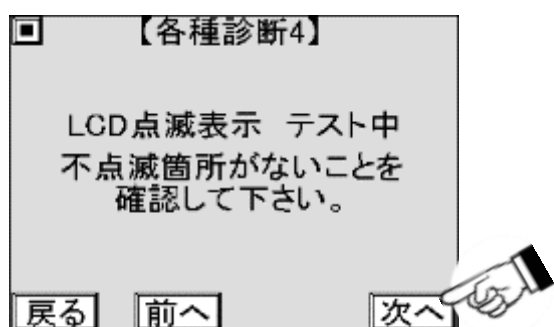 【各種診断4】
LCD点滅表示 テスト中
不点滅箇所がないことを
確認して下さい。
戻る 前へ 次へ